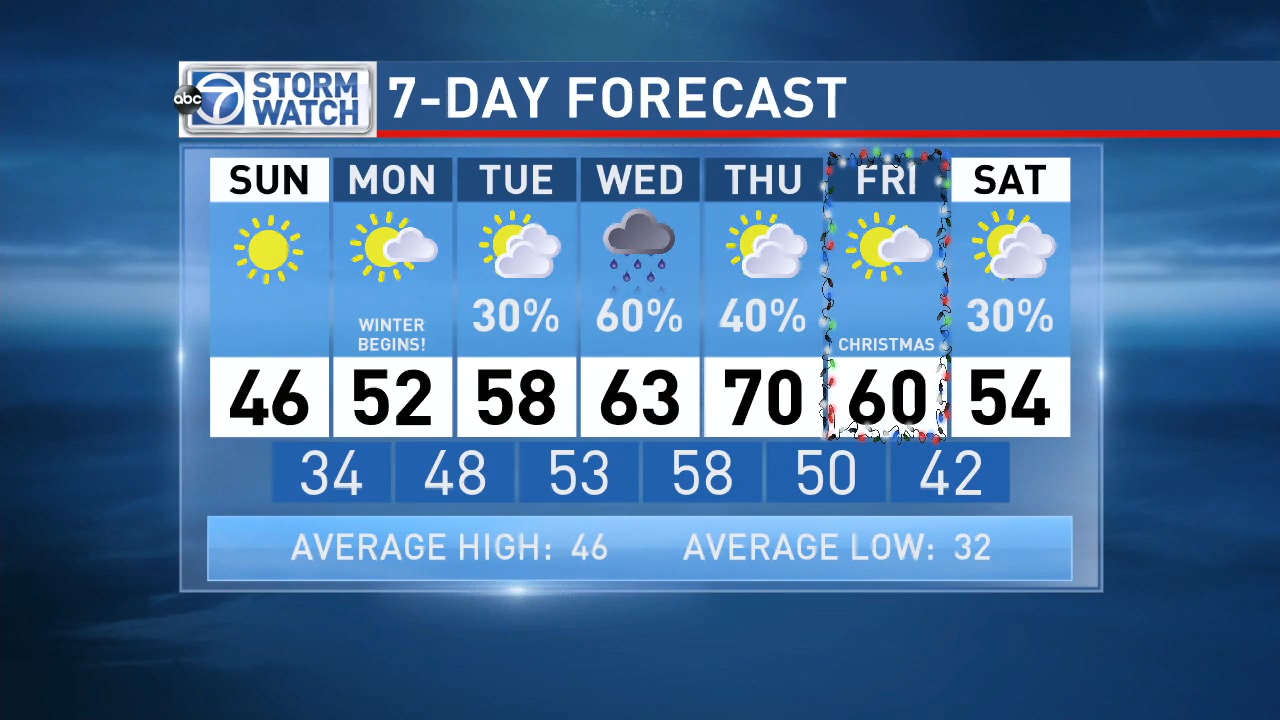 abc 7 STORM WATCH
7-DAY FORECAST
SUN MON TUE WED THU FRI SAT
WINTER BEGINS!
30% 60% 40% 30%
CHRISTMAS
46 52 58 63 70 60 54
34 48 53 58 50 42
AVERAGE HIGH: 46 AVERAGE LOW: 32